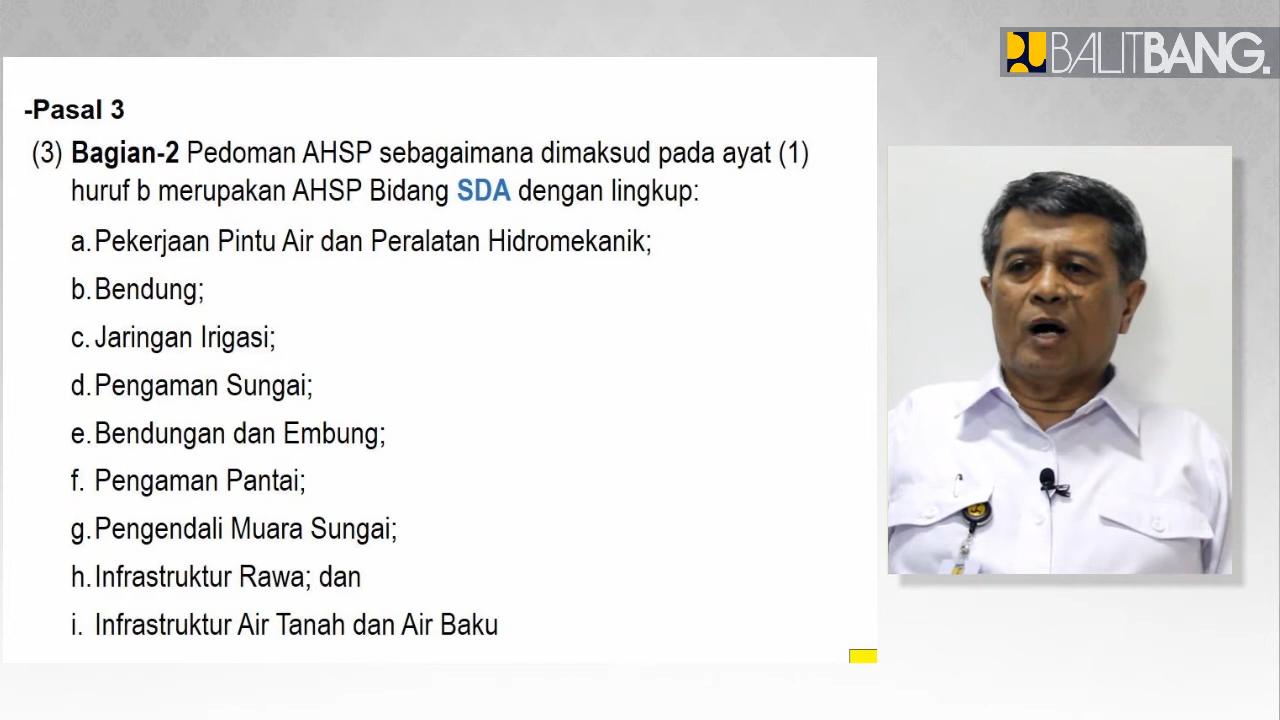 BALITBANG.
-Pasal 3
(3) Bagian-2 Pedoman AHSP sebagaimana dimaksud pada ayat (1)
huruf b merupakan AHSP Bidang SDA dengan lingkup:
a. Pekerjaan Pintu Air dan Peralatan Hidromekanik;
b. Bendung;
c. Jaringan Irigasi;
d. Pengaman Sungai;
e. Bendungan dan Embung;
f. Pengaman Pantai;
g. Pengendali Muara Sungai;
h. Infrastruktur Rawa; dan
i. Infrastruktur Air Tanah dan Air Baku